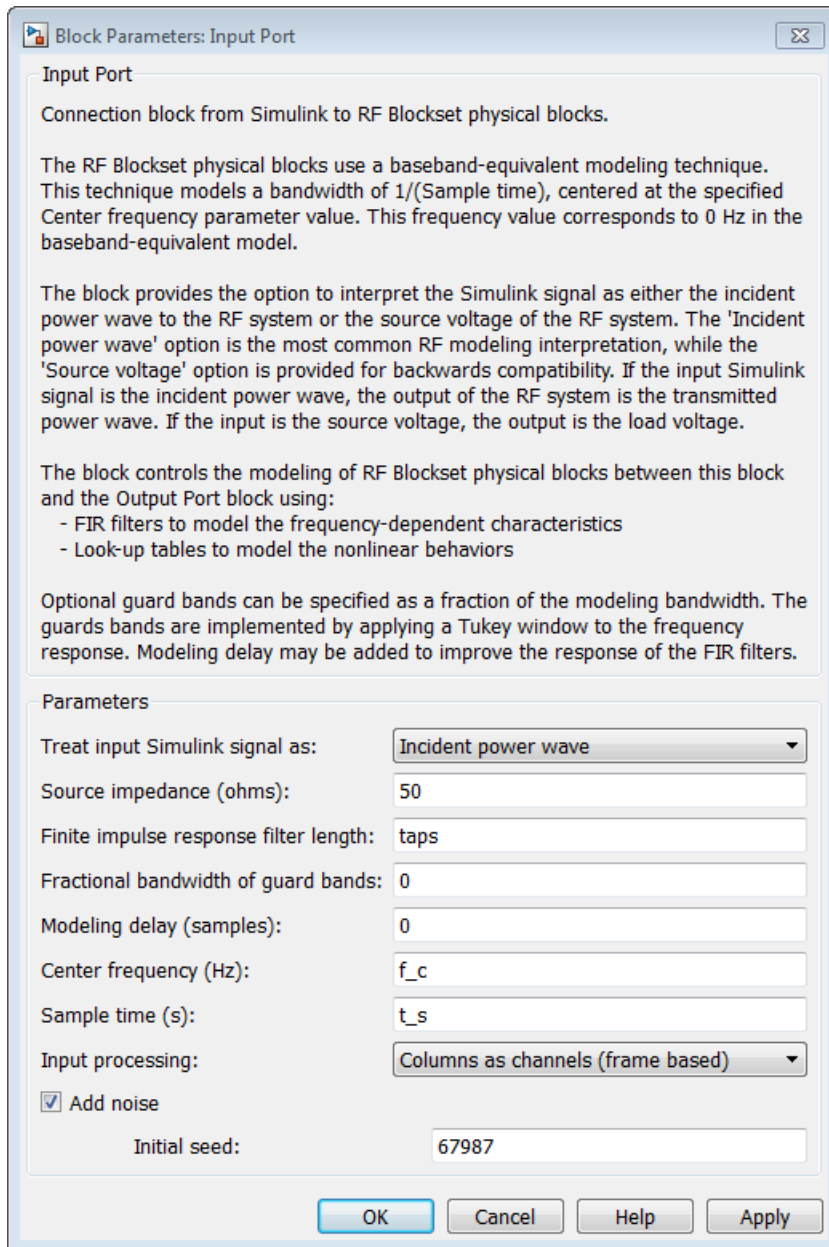 Block Parameters: Input Port
Input Port
Connection block from Simulink to RF Blockset physical blocks.
The RF Blockset physical blocks use a baseband-equivalent modeling technique.
This technique models a bandwidth of 1/(Sample time), centered at the specified
Center frequency parameter value. This frequency value corresponds to 0 Hz in the
baseband-equivalent model.
The block provides the option to interpret the Simulink signal as either the incident
power wave to the RF system or the source voltage of the RF system. The 'Incident
power wave' option is the most common RF modeling interpretation, while the
'Source voltage' option is provided for backwards compatibility. If the input Simulink
signal is the incident power wave, the output of the RF system is the transmitted
power wave. If the input is the source voltage, the output is the load voltage.
The block controls the modeling of RF Blockset physical blocks between this block
and the Output Port block using:
- FIR filters to model the frequency-dependent characteristics
- Look-up tables to model the nonlinear behaviors
Optional guard bands can be specified as a fraction of the modeling bandwidth. The
guards bands are implemented by applying a Tukey window to the frequency
response. Modeling delay may be added to improve the response of the FIR filters.
Parameters
Treat input Simulink signal as: Incident power wave
Source impedance (ohms): 50
Finite impulse response filter length: taps
Fractional bandwidth of guard bands: 0
Modeling delay (samples): 0
Center frequency (Hz): f_c
Sample time (s): t_s
Input processing: Columns as channels (frame based)
Add noise
Initial seed: 67987
OK Cancel Help Apply